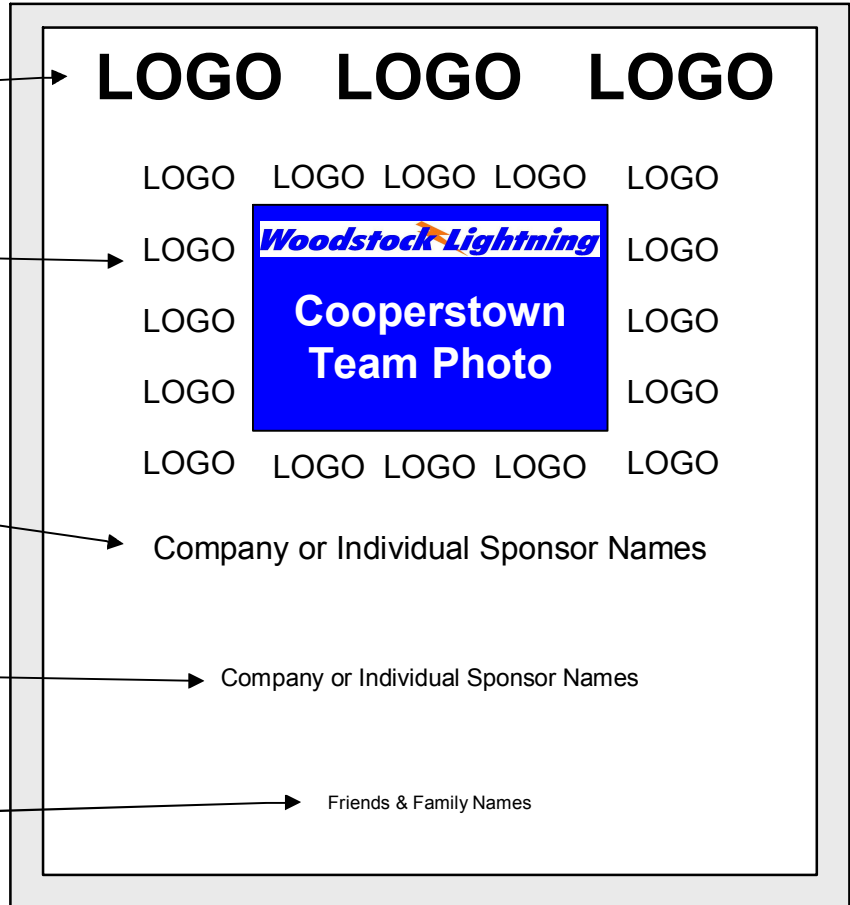 LOGO LOGO LOGO
LOGO LOGO LOGO LOGO LOGO
LOGO Woodstock Lightning LOGO
LOGO Cooperstown LOGO
Team Photo
LOGO LOGO
LOGO LOGO LOGO LOGO LOGO
Company or Individual Sponsor Names
Company or Individual Sponsor Names
Friends & Family Names